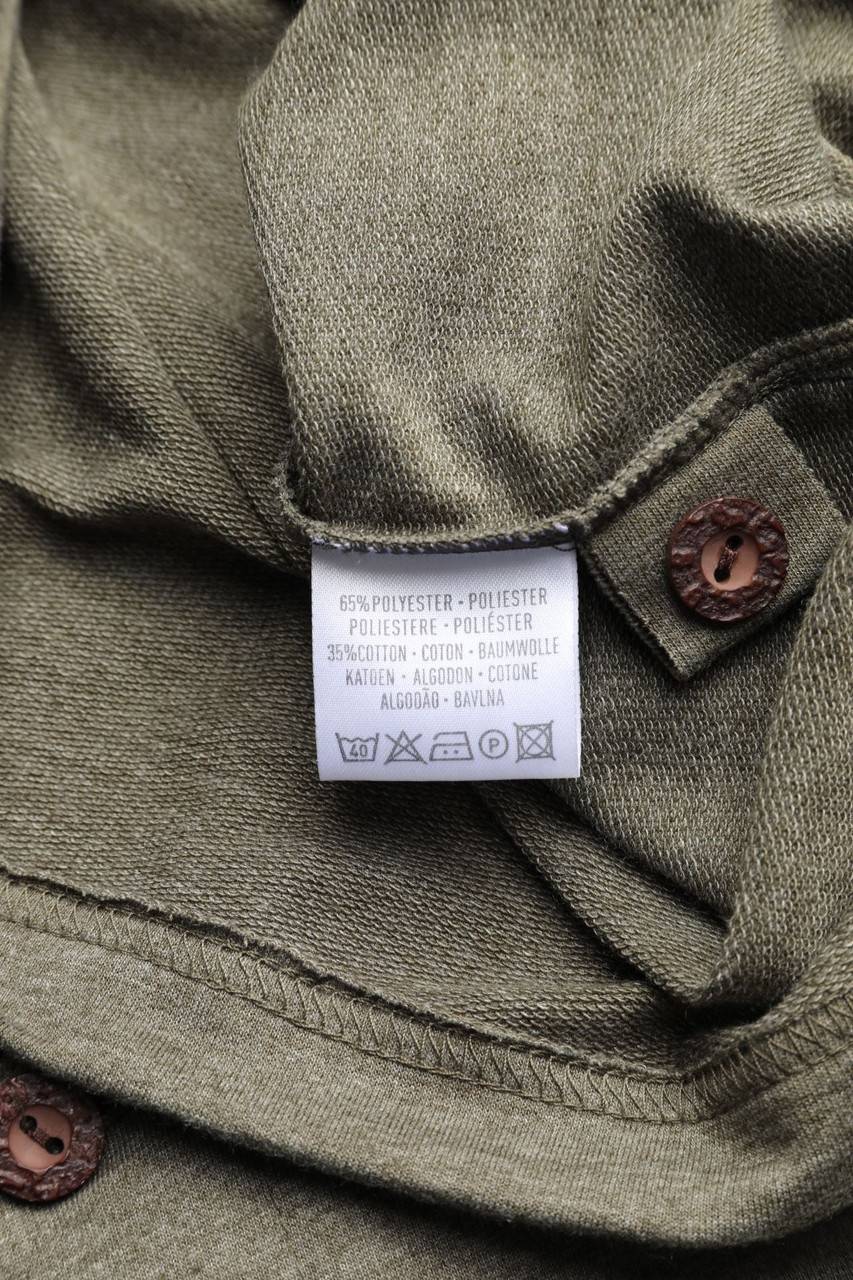 65%POLYESTER • POLIESTER
POLIESTERE • POLIÉSTER
35%COTTON • COTON • BAUMWOLLE
KATOEN • ALGODON • COTONE
ALGODÃO • BAVLNA
40 P